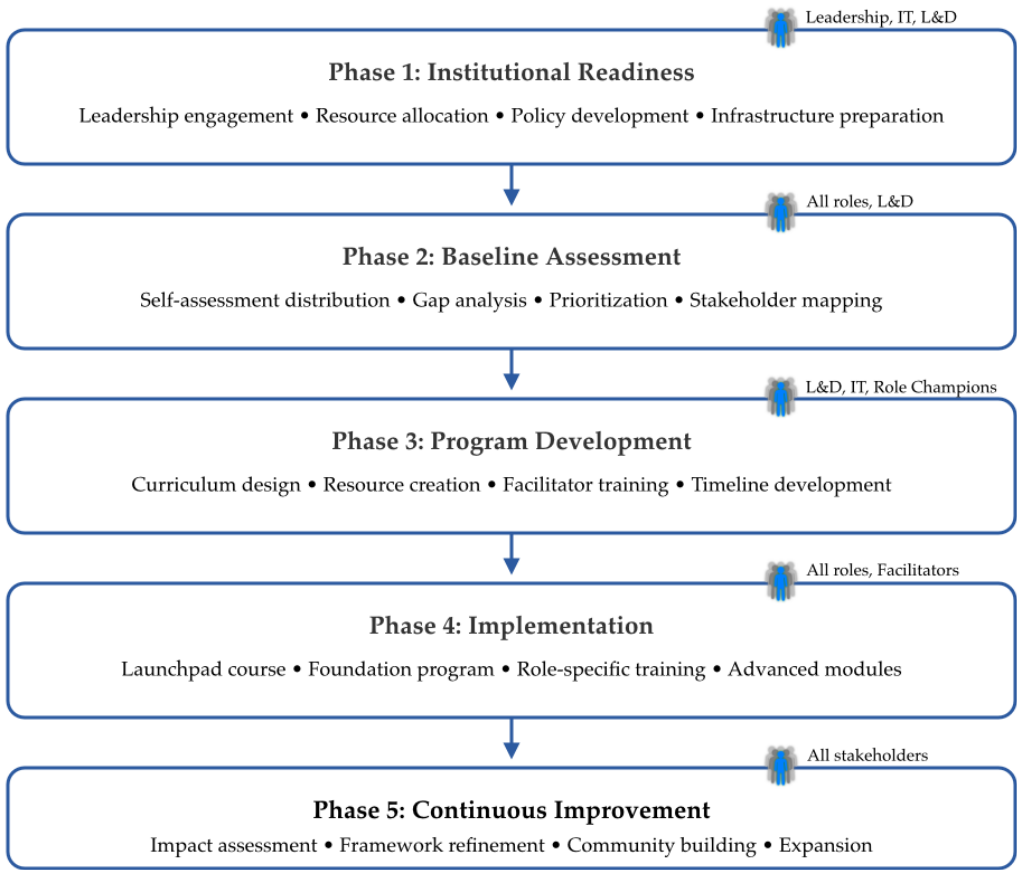 Leadership, IT, L&D
Phase 1: Institutional Readiness
Leadership engagement • Resource allocation • Policy development • Infrastructure preparation
All roles, L&D
Phase 2: Baseline Assessment
Self-assessment distribution • Gap analysis • Prioritization • Stakeholder mapping
L&D, IT, Role Champions
Phase 3: Program Development
Curriculum design • Resource creation • Facilitator training • Timeline development
All roles, Facilitators
Phase 4: Implementation
Launchpad course • Foundation program • Role-specific training • Advanced modules
All stakeholders
Phase 5: Continuous Improvement
Impact assessment • Framework refinement • Community building • Expansion